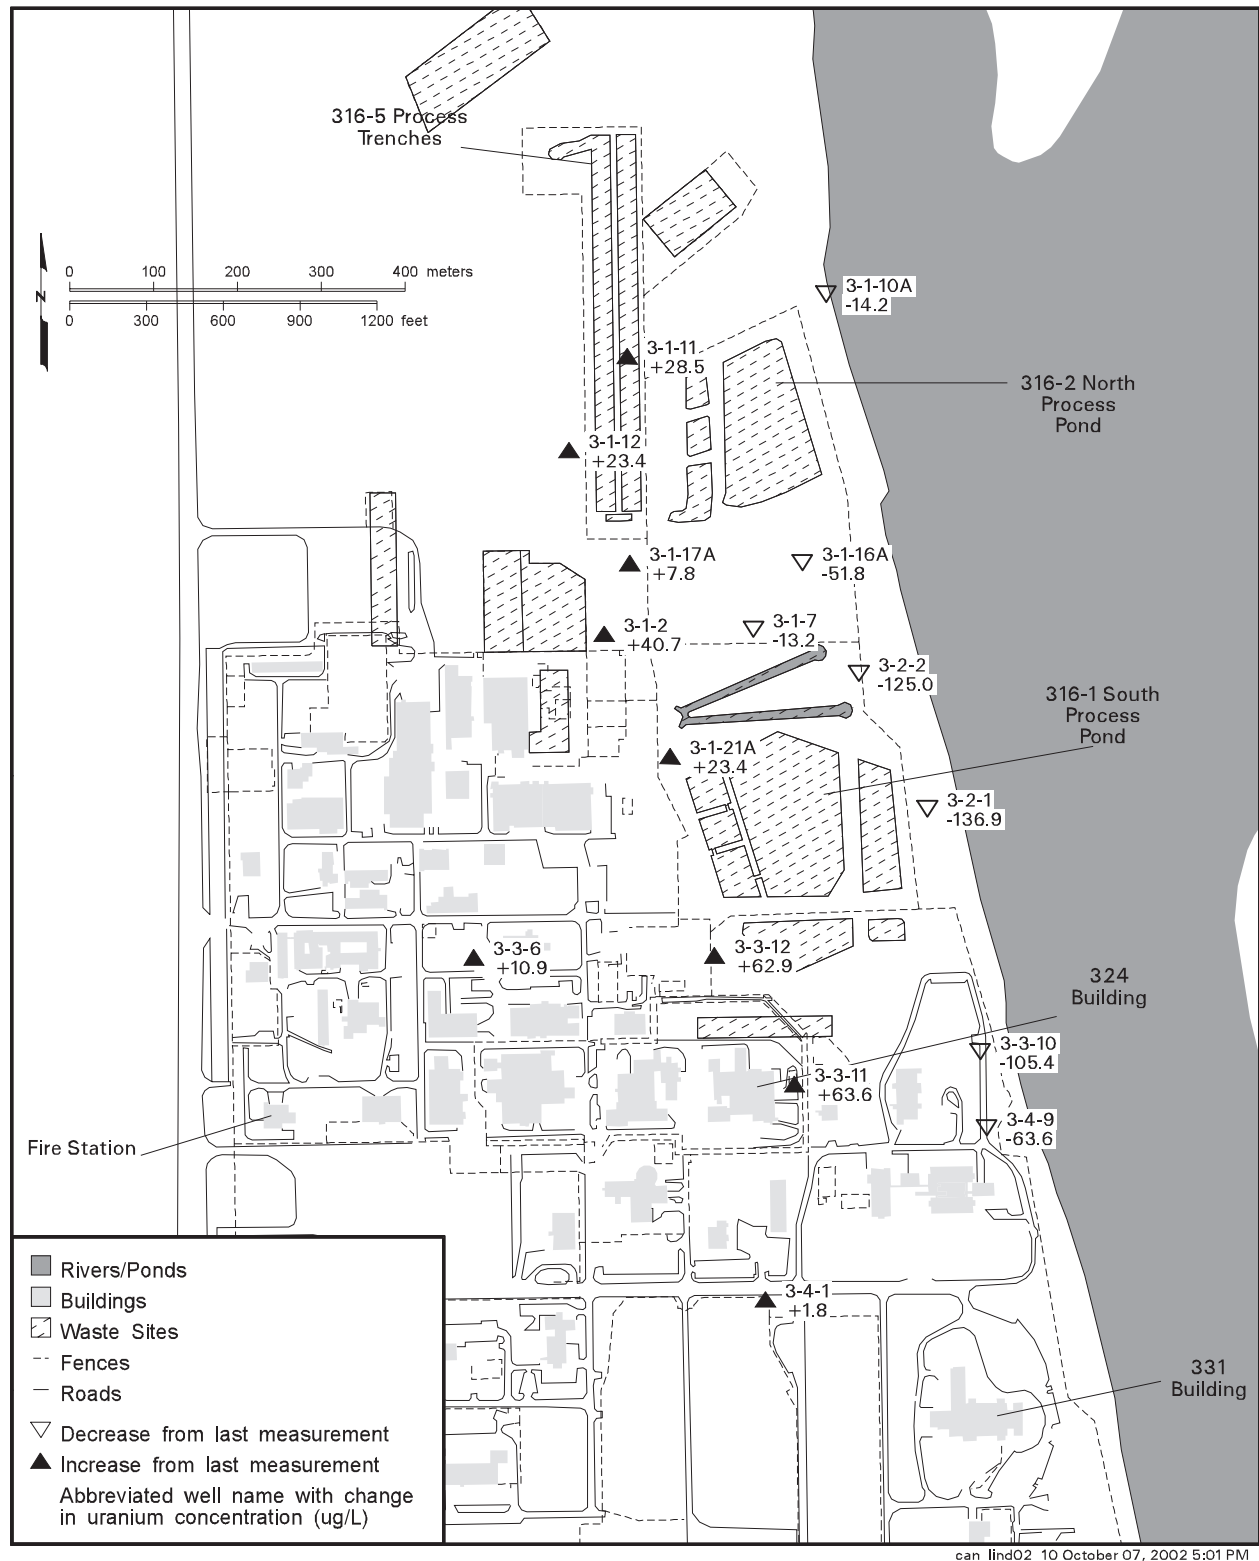 316-5 Process
Trenches
0 100 200 300 400 meters
N
0 300 600 900 1200 feet
3-1-10A
-14.2
3-1-11
+28.5
316-2 North
Process
Pond
3-1-12
+23.4
3-1-17A
+7.8
3-1-16A
-51.8
3-1-2
+40.7
3-1-7
-13.2
3-2-2
-125.0
316-1 South
Process
Pond
3-1-21A
+23.4
3-2-1
-136.9
3-3-6
+10.9
3-3-12
+62.9
324
Building
3-3-10
-105.4
3-3-11
+63.6
3-4-9
-63.6
Fire Station
3-4-1
+1.8
331
Building
Rivers/Ponds
Buildings
Waste Sites
Fences
Roads
Decrease from last measurement
Increase from last measurement
Abbreviated well name with change
in uranium concentration (ug/L)
can_lind02 10 October 07, 2002 5:01 PM